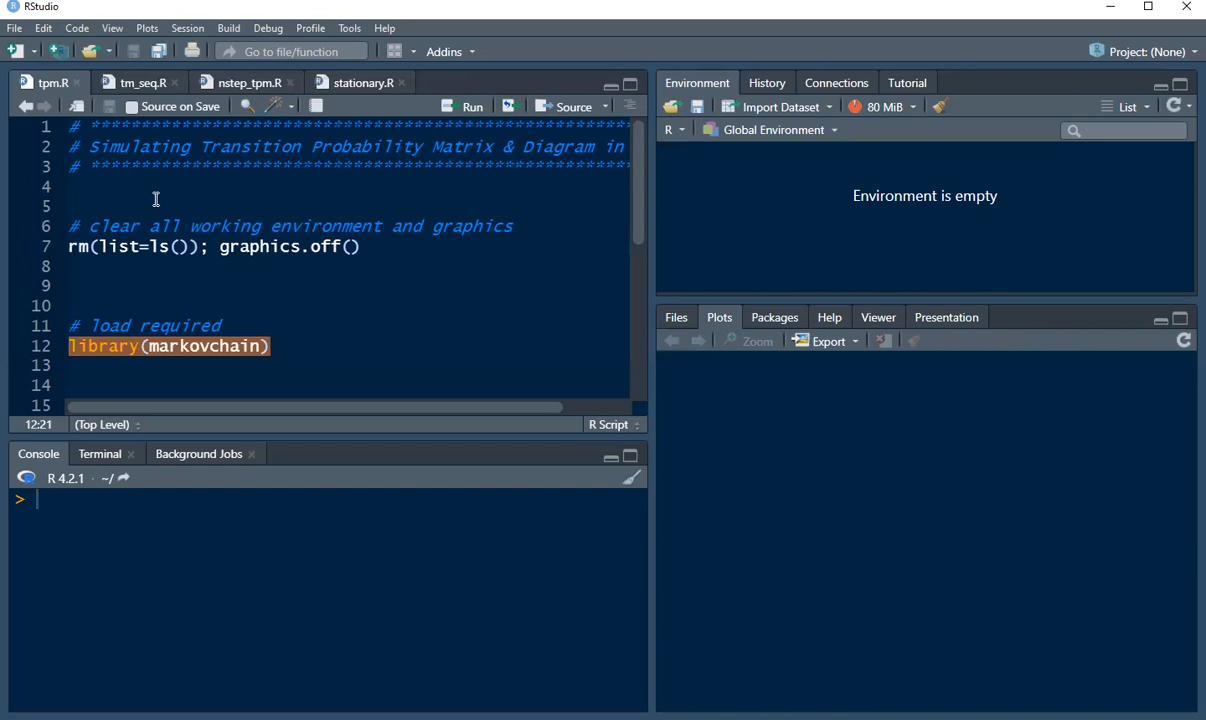 RStudio
File Edit Code View Plots Session Build Debug Profile Tools Help
Go to file/function Addins Project: (None)
tpm.R tm_seq.R nstep_tpm.R stationary.R
Source on Save Run Source
1 # ******************************************************
2 # Simulating Transition Probability Matrix & Diagram in
3 # ******************************************************
4
5
6 # clear all working environment and graphics
7 rm(list=ls()); graphics.off()
8
9
10
11 # load required
12 library(markovchain)
13
14
15
12:21 (Top Level) R Script
Console Terminal Background Jobs
R 4.2.1 · ~/
>
Environment History Connections Tutorial
Import Dataset 80 MiB List
R Global Environment
Environment is empty
Files Plots Packages Help Viewer Presentation
Zoom Export